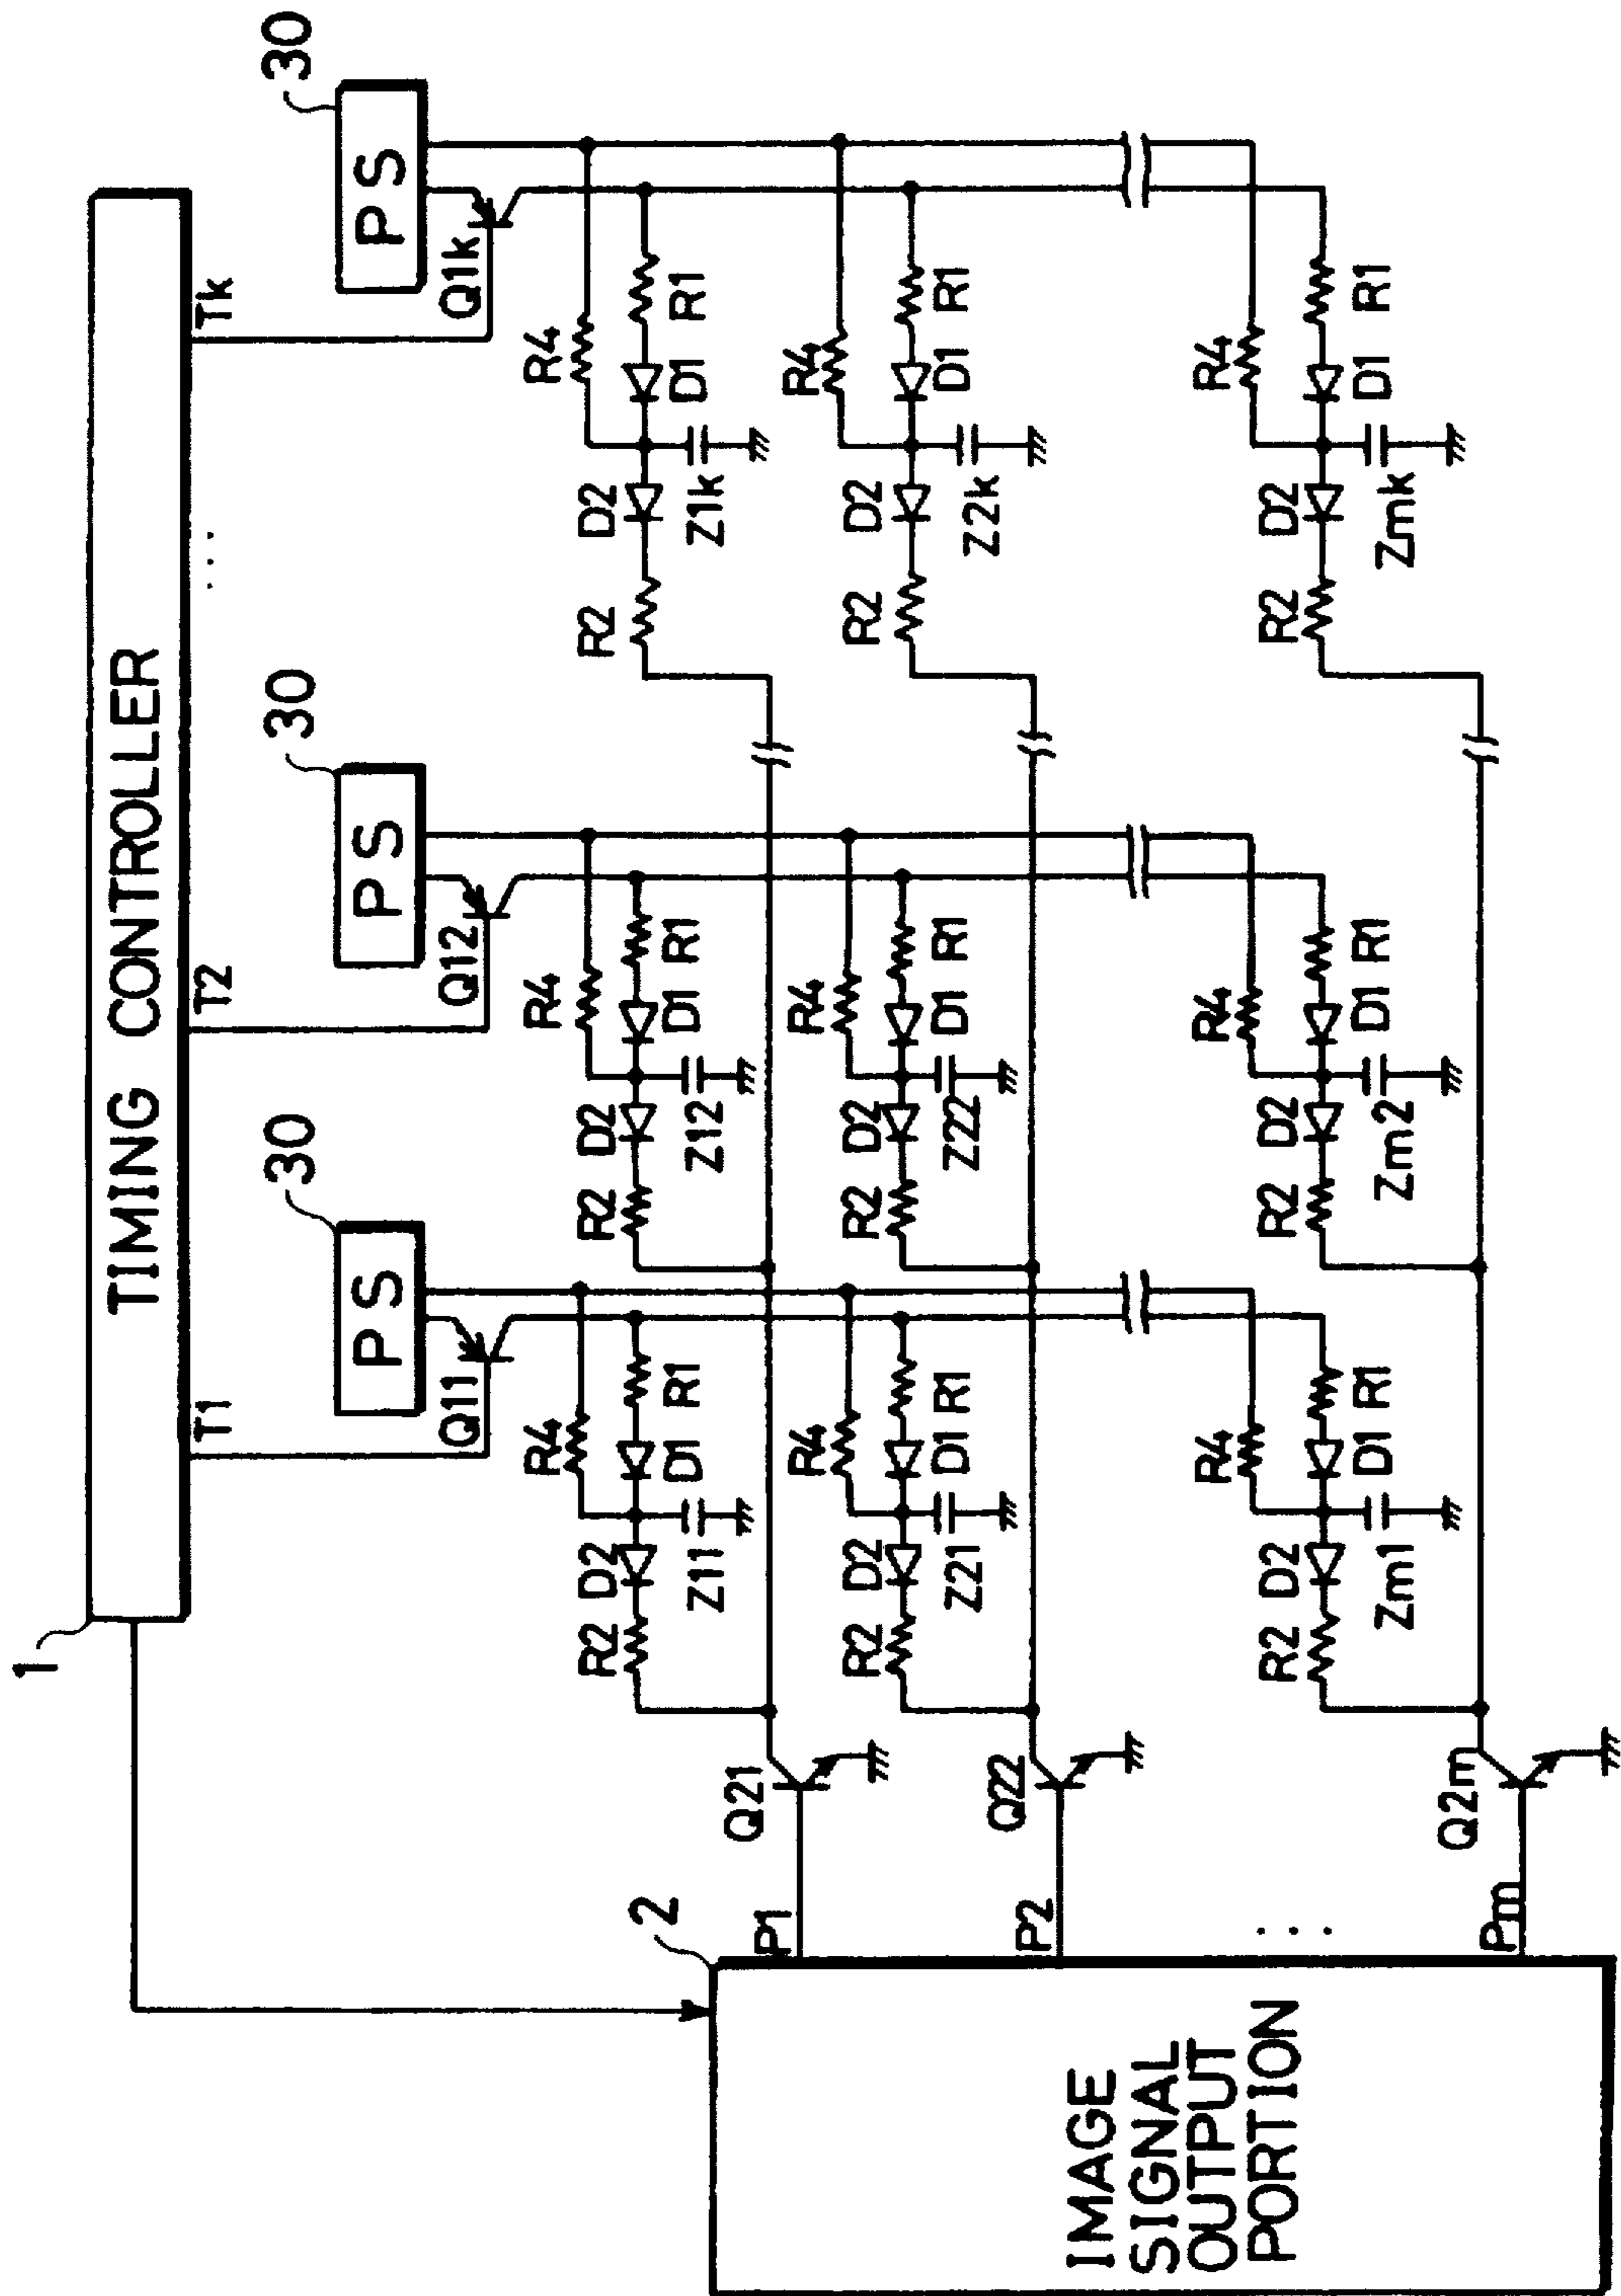 1
TIMING CONTROLLER
T1
T2
...
Tk
30
30
30
PS
PS
PS
Q11
Q12
Q1k
R4
R4
R4
R2 D2 D1 R1
R2 D2 D1 R1
R2 D2 D1 R1
Z11
Z12
Z1k
Q21
R4
R4
R4
R2 D2 D1 R1
R2 D2 D1 R1
R2 D2 D1 R1
Z21
Z22
Z2k
Q22
R4
R4
R4
R2 D2 D1 R1
R2 D2 D1 R1
R2 D2 D1 R1
Zm1
Zm2
Zmk
Q2m
2
P1
P2
...
Pm
IMAGE
SIGNAL
OUTPUT
PORTION